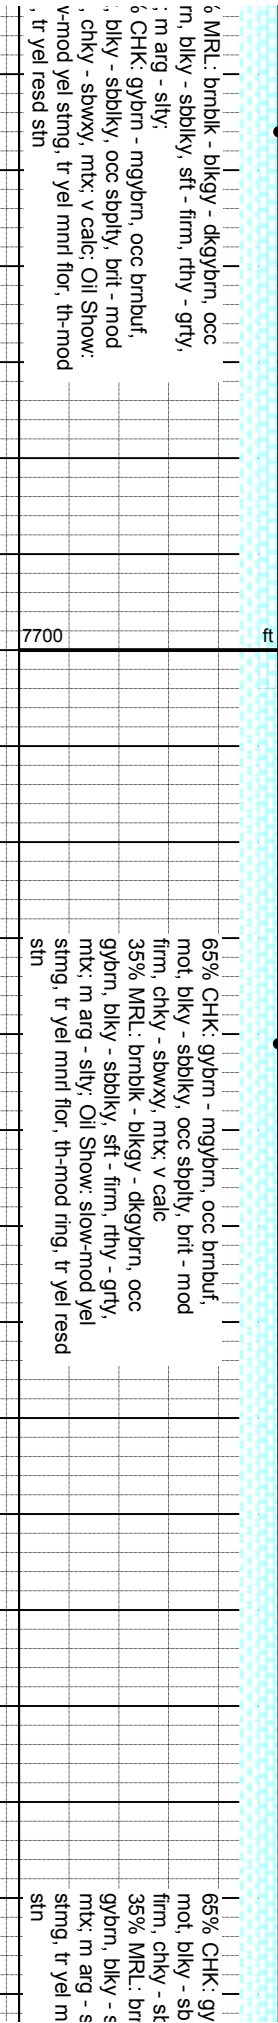 % MRL: brnblk - blkgy - dkgybrn, occ
rn, blky - sbblky, sft - firm, rthy - grty,
; m arg - slty;
% CHK: gybrn - mgybrn, occ brnbuf,
, blky - sbblky, occ sbplty, brit - mod
, chky - sbwxy, mtx; v calc; Oil Show:
v-mod yel stmg, tr yel mnrl flor, th-mod
, tr yel resd stn
7700 ft
65% CHK: gybrn - mgybrn, occ brnbuf,
mot, blky - sbblky, occ sbplty, brit - mod
firm, chky - sbwxy, mtx; v calc
35% MRL: brnblk - blkgy - dkgybrn, occ
gybrn, blky - sbblky, sft - firm, rthy - grty,
mtx; m arg - slty; Oil Show: slow-mod yel
stmg, tr yel mnrl flor, th-mod ring, tr yel resd
stn
65% CHK: gy
mot, blky - sb
firm, chky - sb
35% MRL: brn
gybrn, blky - s
mtx; m arg - s
stmg, tr yel m
stn